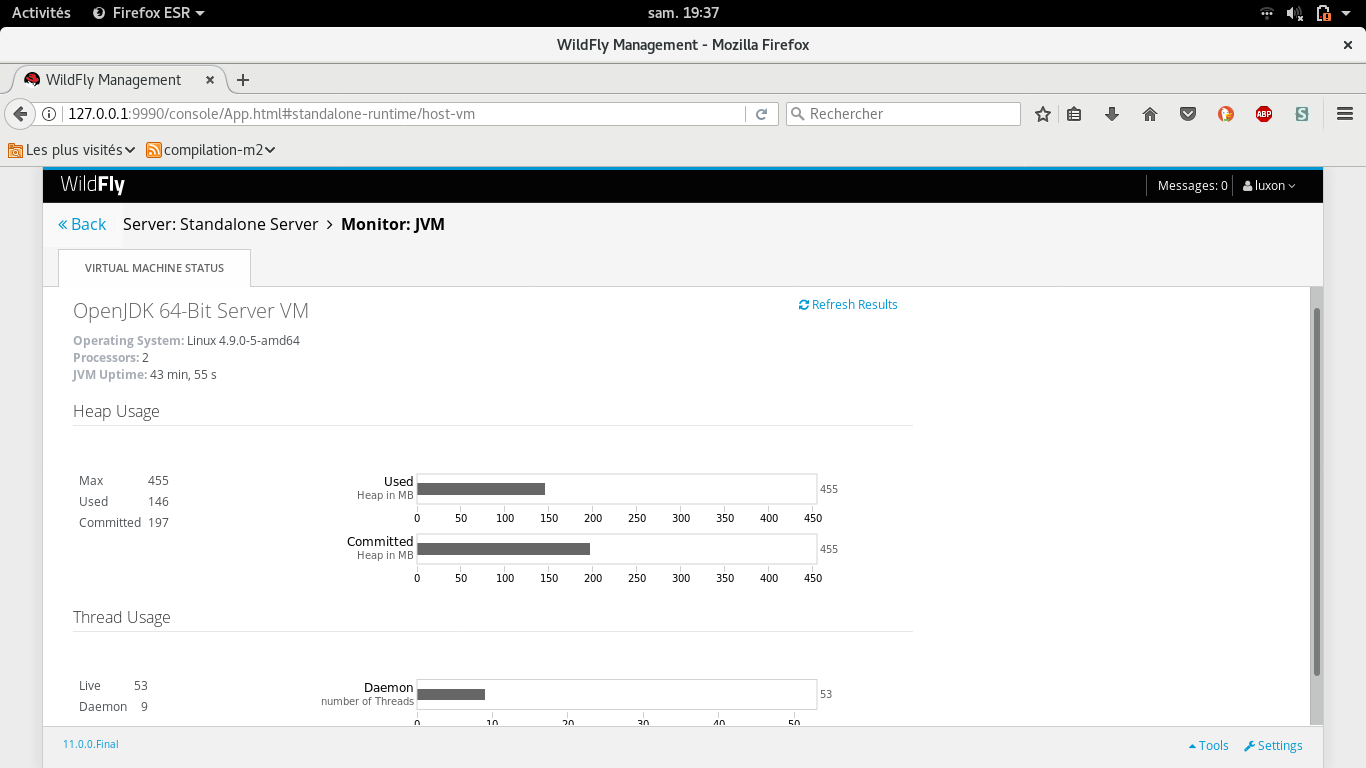 Activités Firefox ESR sam. 19:37
WildFly Management - Mozilla Firefox
WildFly Management
127.0.0.1:9990/console/App.html#standalone-runtime/host-vm Rechercher ABP S
Les plus visités compilation-m2
WildFly Messages: 0 luxon
Back Server: Standalone Server > Monitor: JVM
VIRTUAL MACHINE STATUS
OpenJDK 64-Bit Server VM Refresh Results
Operating System: Linux 4.9.0-5-amd64
Processors: 2
JVM Uptime: 43 min, 55 s
Heap Usage
Max 455
Used 146
Committed 197
Used
Heap in MB
455
0 50 100 150 200 250 300 350 400 450
Committed
Heap in MB
455
0 50 100 150 200 250 300 350 400 450
Thread Usage
Live 53
Daemon 9
Daemon
number of Threads
53
0 10 20 30 40 50
11.0.0.Final Tools Settings